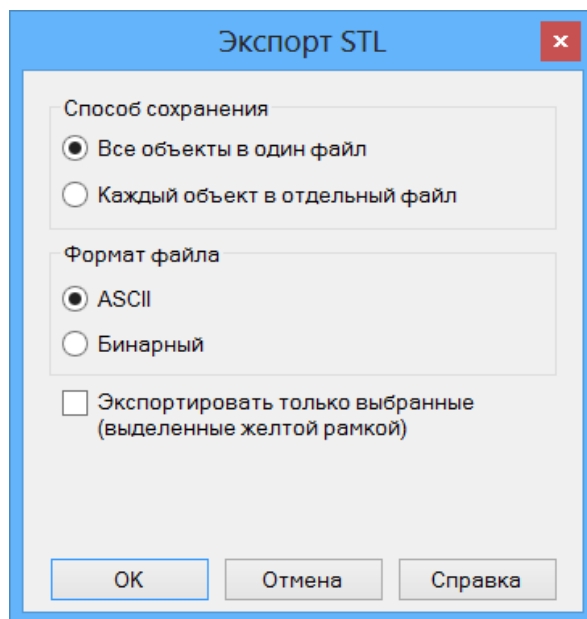 Экспорт STL
Способ сохранения
Все объекты в один файл
Каждый объект в отдельный файл
Формат файла
ASCII
Бинарный
Экспортировать только выбранные
(выделенные желтой рамкой)
OK
Отмена
Справка